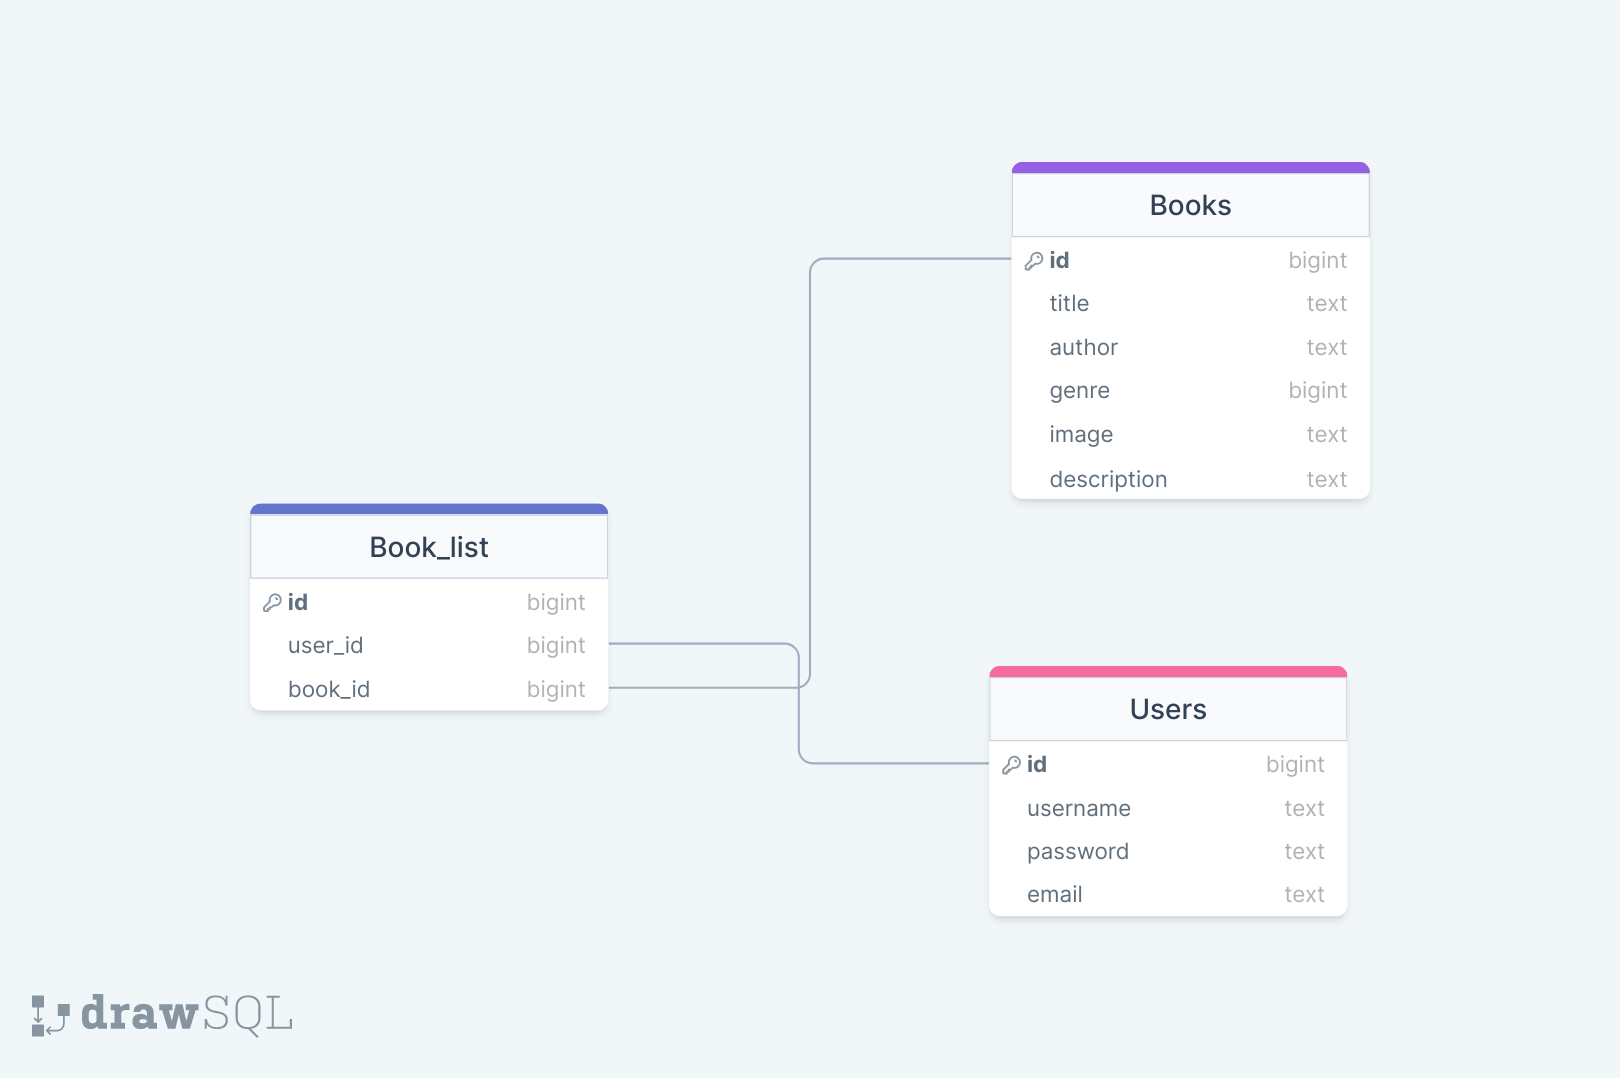 Books
id bigint
title text
author text
genre bigint
image text
description text
Book_list
id bigint
user_id bigint
book_id bigint
Users
id bigint
username text
password text
email text
drawSQL